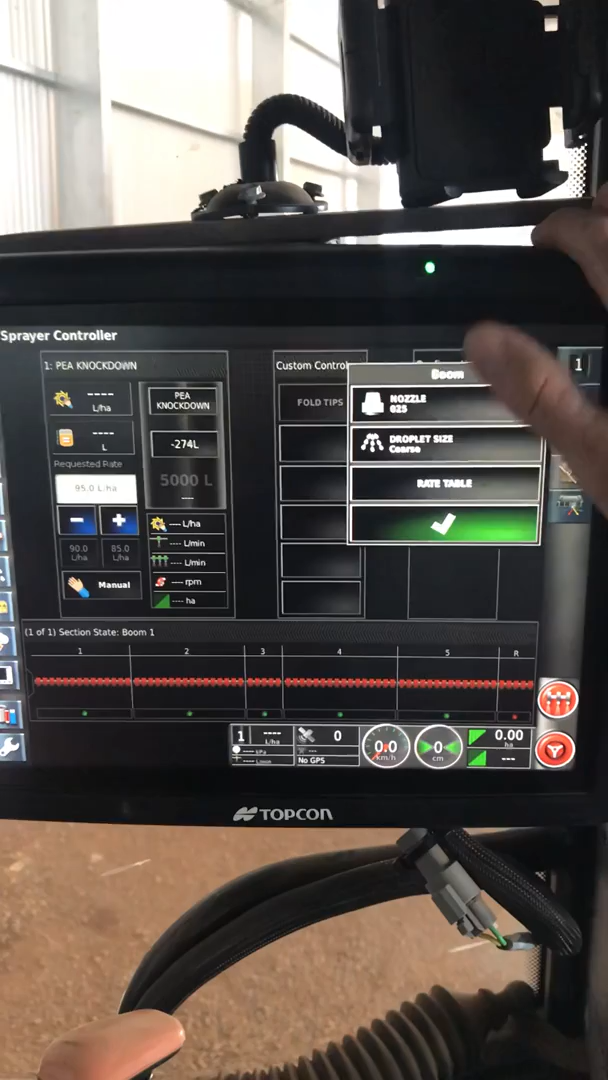 Sprayer Controller
1: PEA KNOCKDOWN
----
L/ha
----
L
Requested Rate
95.0 L/ha
90.0
L/ha
85.0
L/ha
Manual
PEA
KNOCKDOWN
-274L
5000 L
---
---- L/ha
---- L/min
---- L/min
---- rpm
---- ha
Custom Control
FOLD TIPS
Boom
NOZZLE
025
DROPLET SIZE
Coarse
RATE TABLE
1
(1 of 1) Section State: Boom 1
1 2 3 4 5 R
1
----
L/ha
---- kPa
---- L/min
0
---
No GPS
0.0
km/h
0
cm
0.00
ha
---
TOPCON